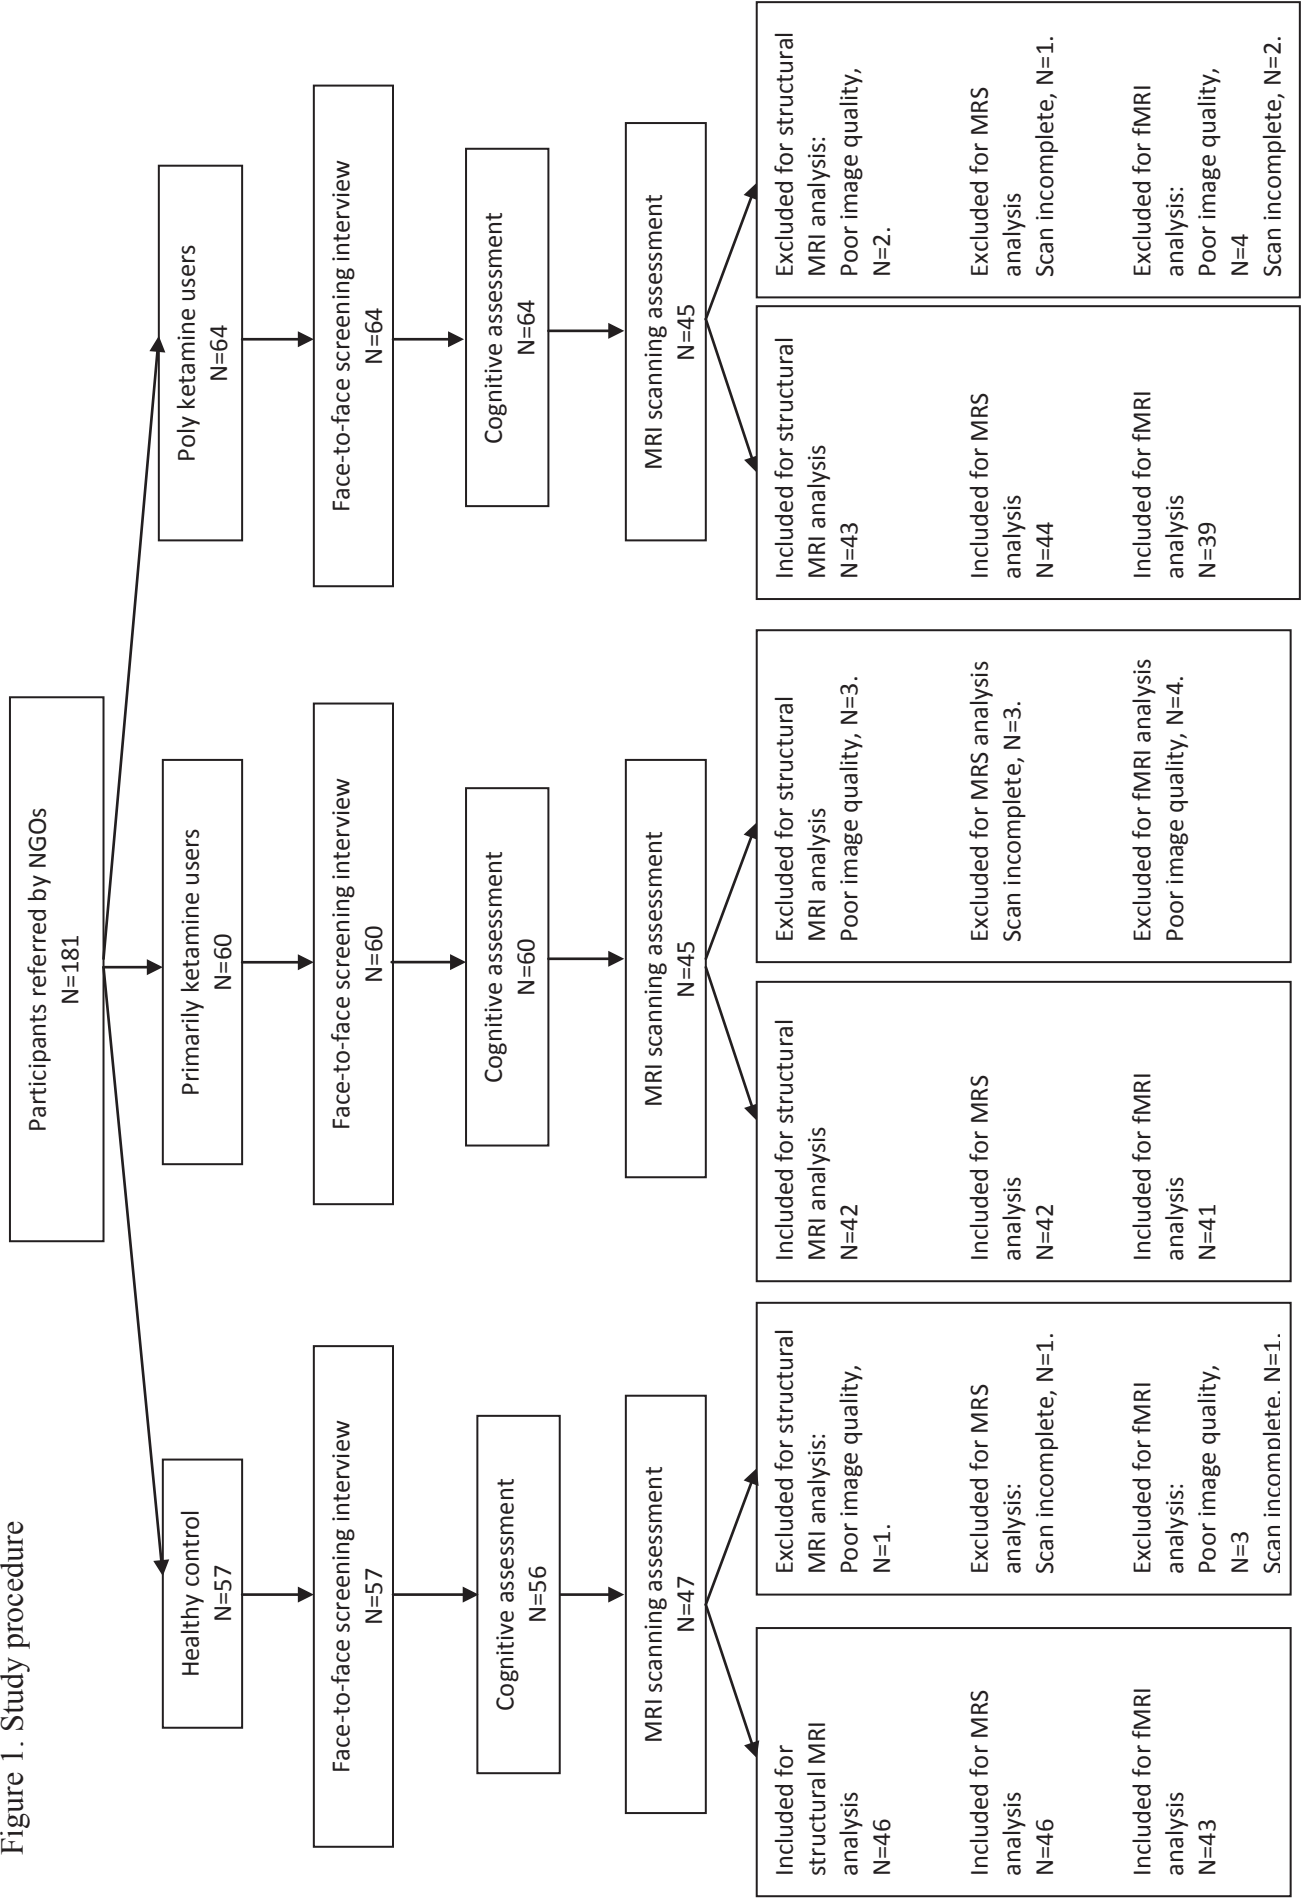 Figure 1. Study procedure
Participants referred by NGOs
N=181
Healthy control
N=57
Primarily ketamine users
N=60
Poly ketamine users
N=64
Face-to-face screening interview
N=57
Face-to-face screening interview
N=60
Face-to-face screening interview
N=64
Cognitive assessment
N=56
Cognitive assessment
N=60
Cognitive assessment
N=64
MRI scanning assessment
N=47
MRI scanning assessment
N=45
MRI scanning assessment
N=45
Included for
structural MRI
analysis
N=46
Included for MRS
analysis
N=46
Included for fMRI
analysis
N=43
Excluded for structural
MRI analysis:
Poor image quality,
N=1.
Excluded for MRS
analysis:
Scan incomplete, N=1.
Excluded for fMRI
analysis:
Poor image quality,
N=3
Scan incomplete. N=1.
Included for structural
MRI analysis
N=42
Included for MRS
analysis
N=42
Included for fMRI
analysis
N=41
Excluded for structural
MRI analysis
Poor image quality, N=3.
Excluded for MRS analysis
Scan incomplete, N=3.
Excluded for fMRI analysis
Poor image quality, N=4.
Included for structural
MRI analysis
N=43
Included for MRS
analysis
N=44
Included for fMRI
analysis
N=39
Excluded for structural
MRI analysis:
Poor image quality,
N=2.
Excluded for MRS
analysis
Scan incomplete, N=1.
Excluded for fMRI
analysis:
Poor image quality,
N=4
Scan incomplete, N=2.